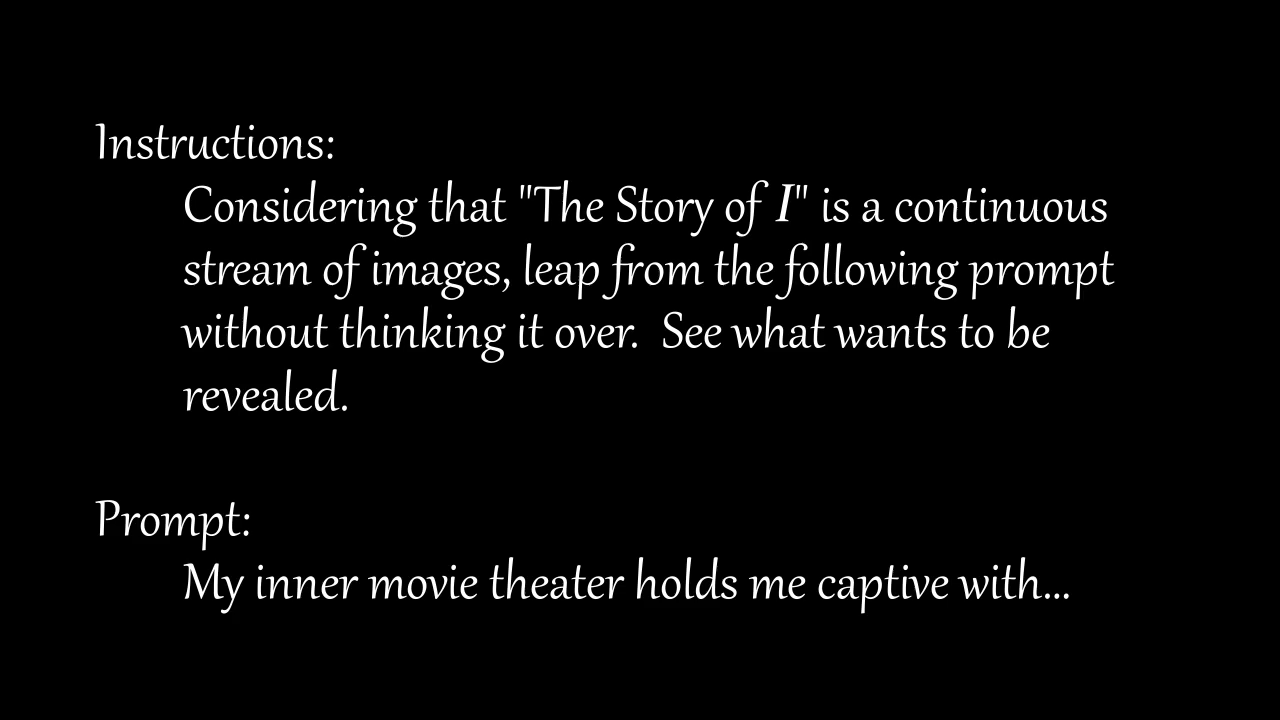 Instructions:
Considering that "The Story of I" is a continuous
stream of images, leap from the following prompt
without thinking it over.  See what wants to be
revealed.
Prompt:
My inner movie theater holds me captive with...